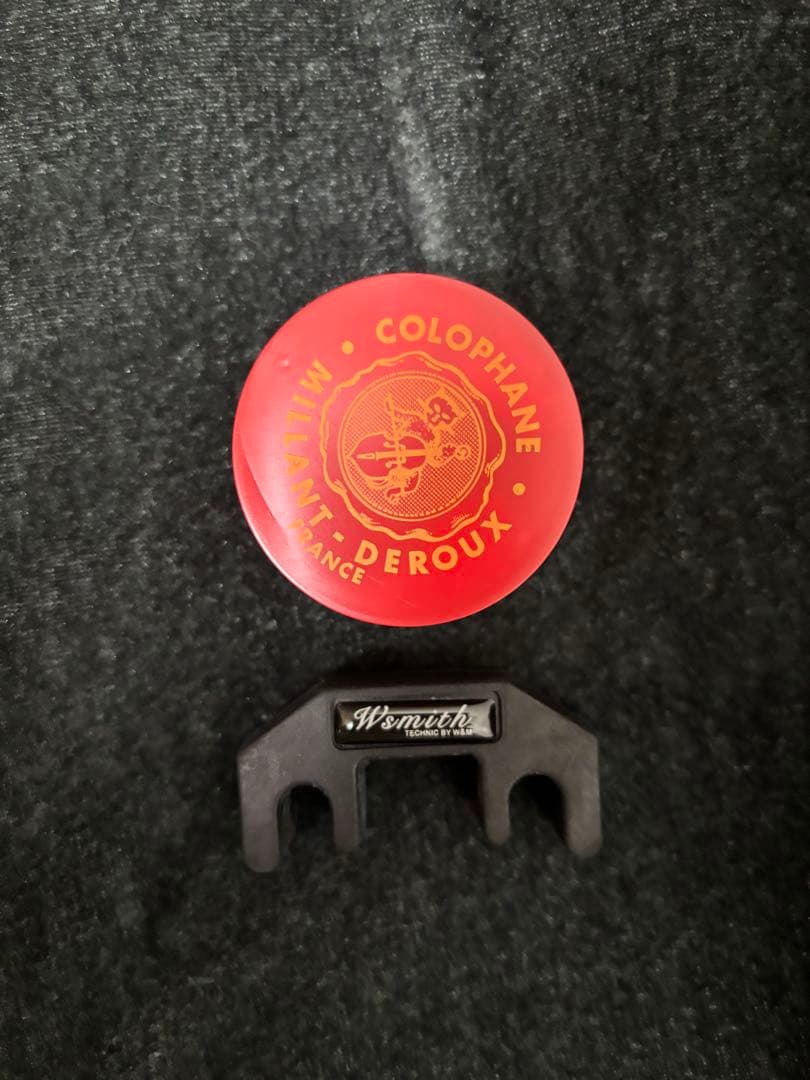 • COLOPHANE •
MILLANT-DEROUX
FRANCE
Wsmith
TECHNIC BY W&M